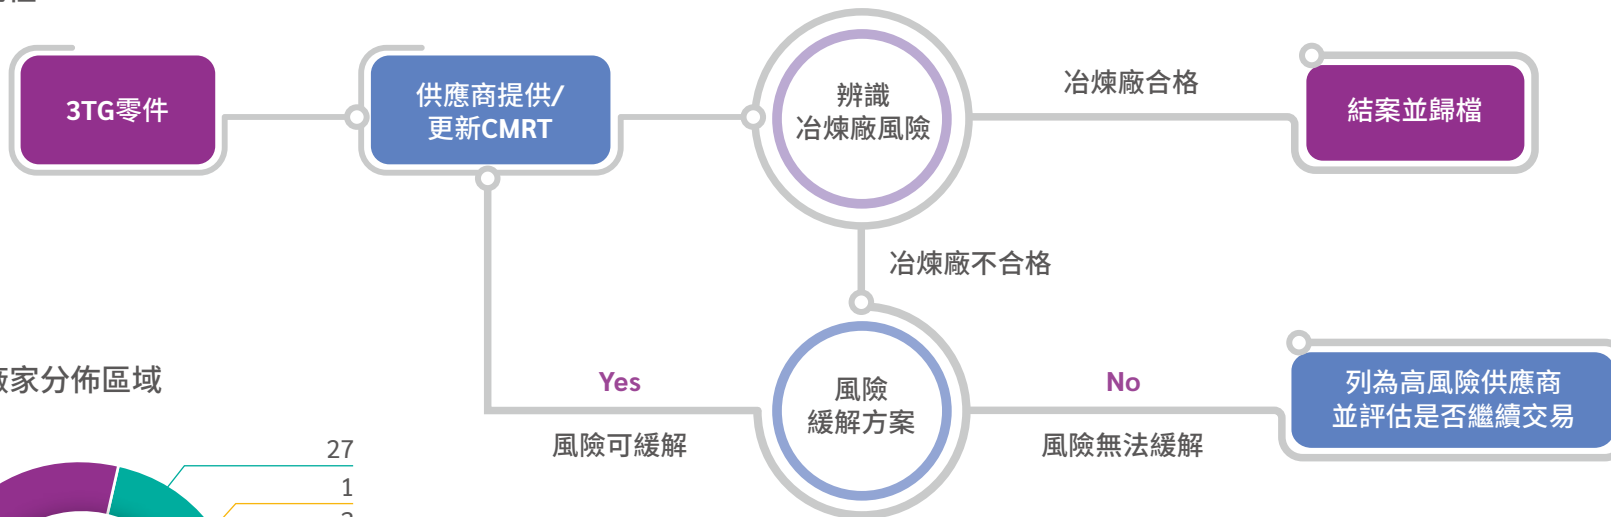 3TG零件
供應商提供/
更新CMRT
辨識
冶煉廠風險
冶煉廠合格
結案並歸檔
冶煉廠不合格
家分佈區域
Yes
風險可緩解
風險
緩解方案
No
風險無法緩解
列為高風險供應商
並評估是否繼續交易
27
1